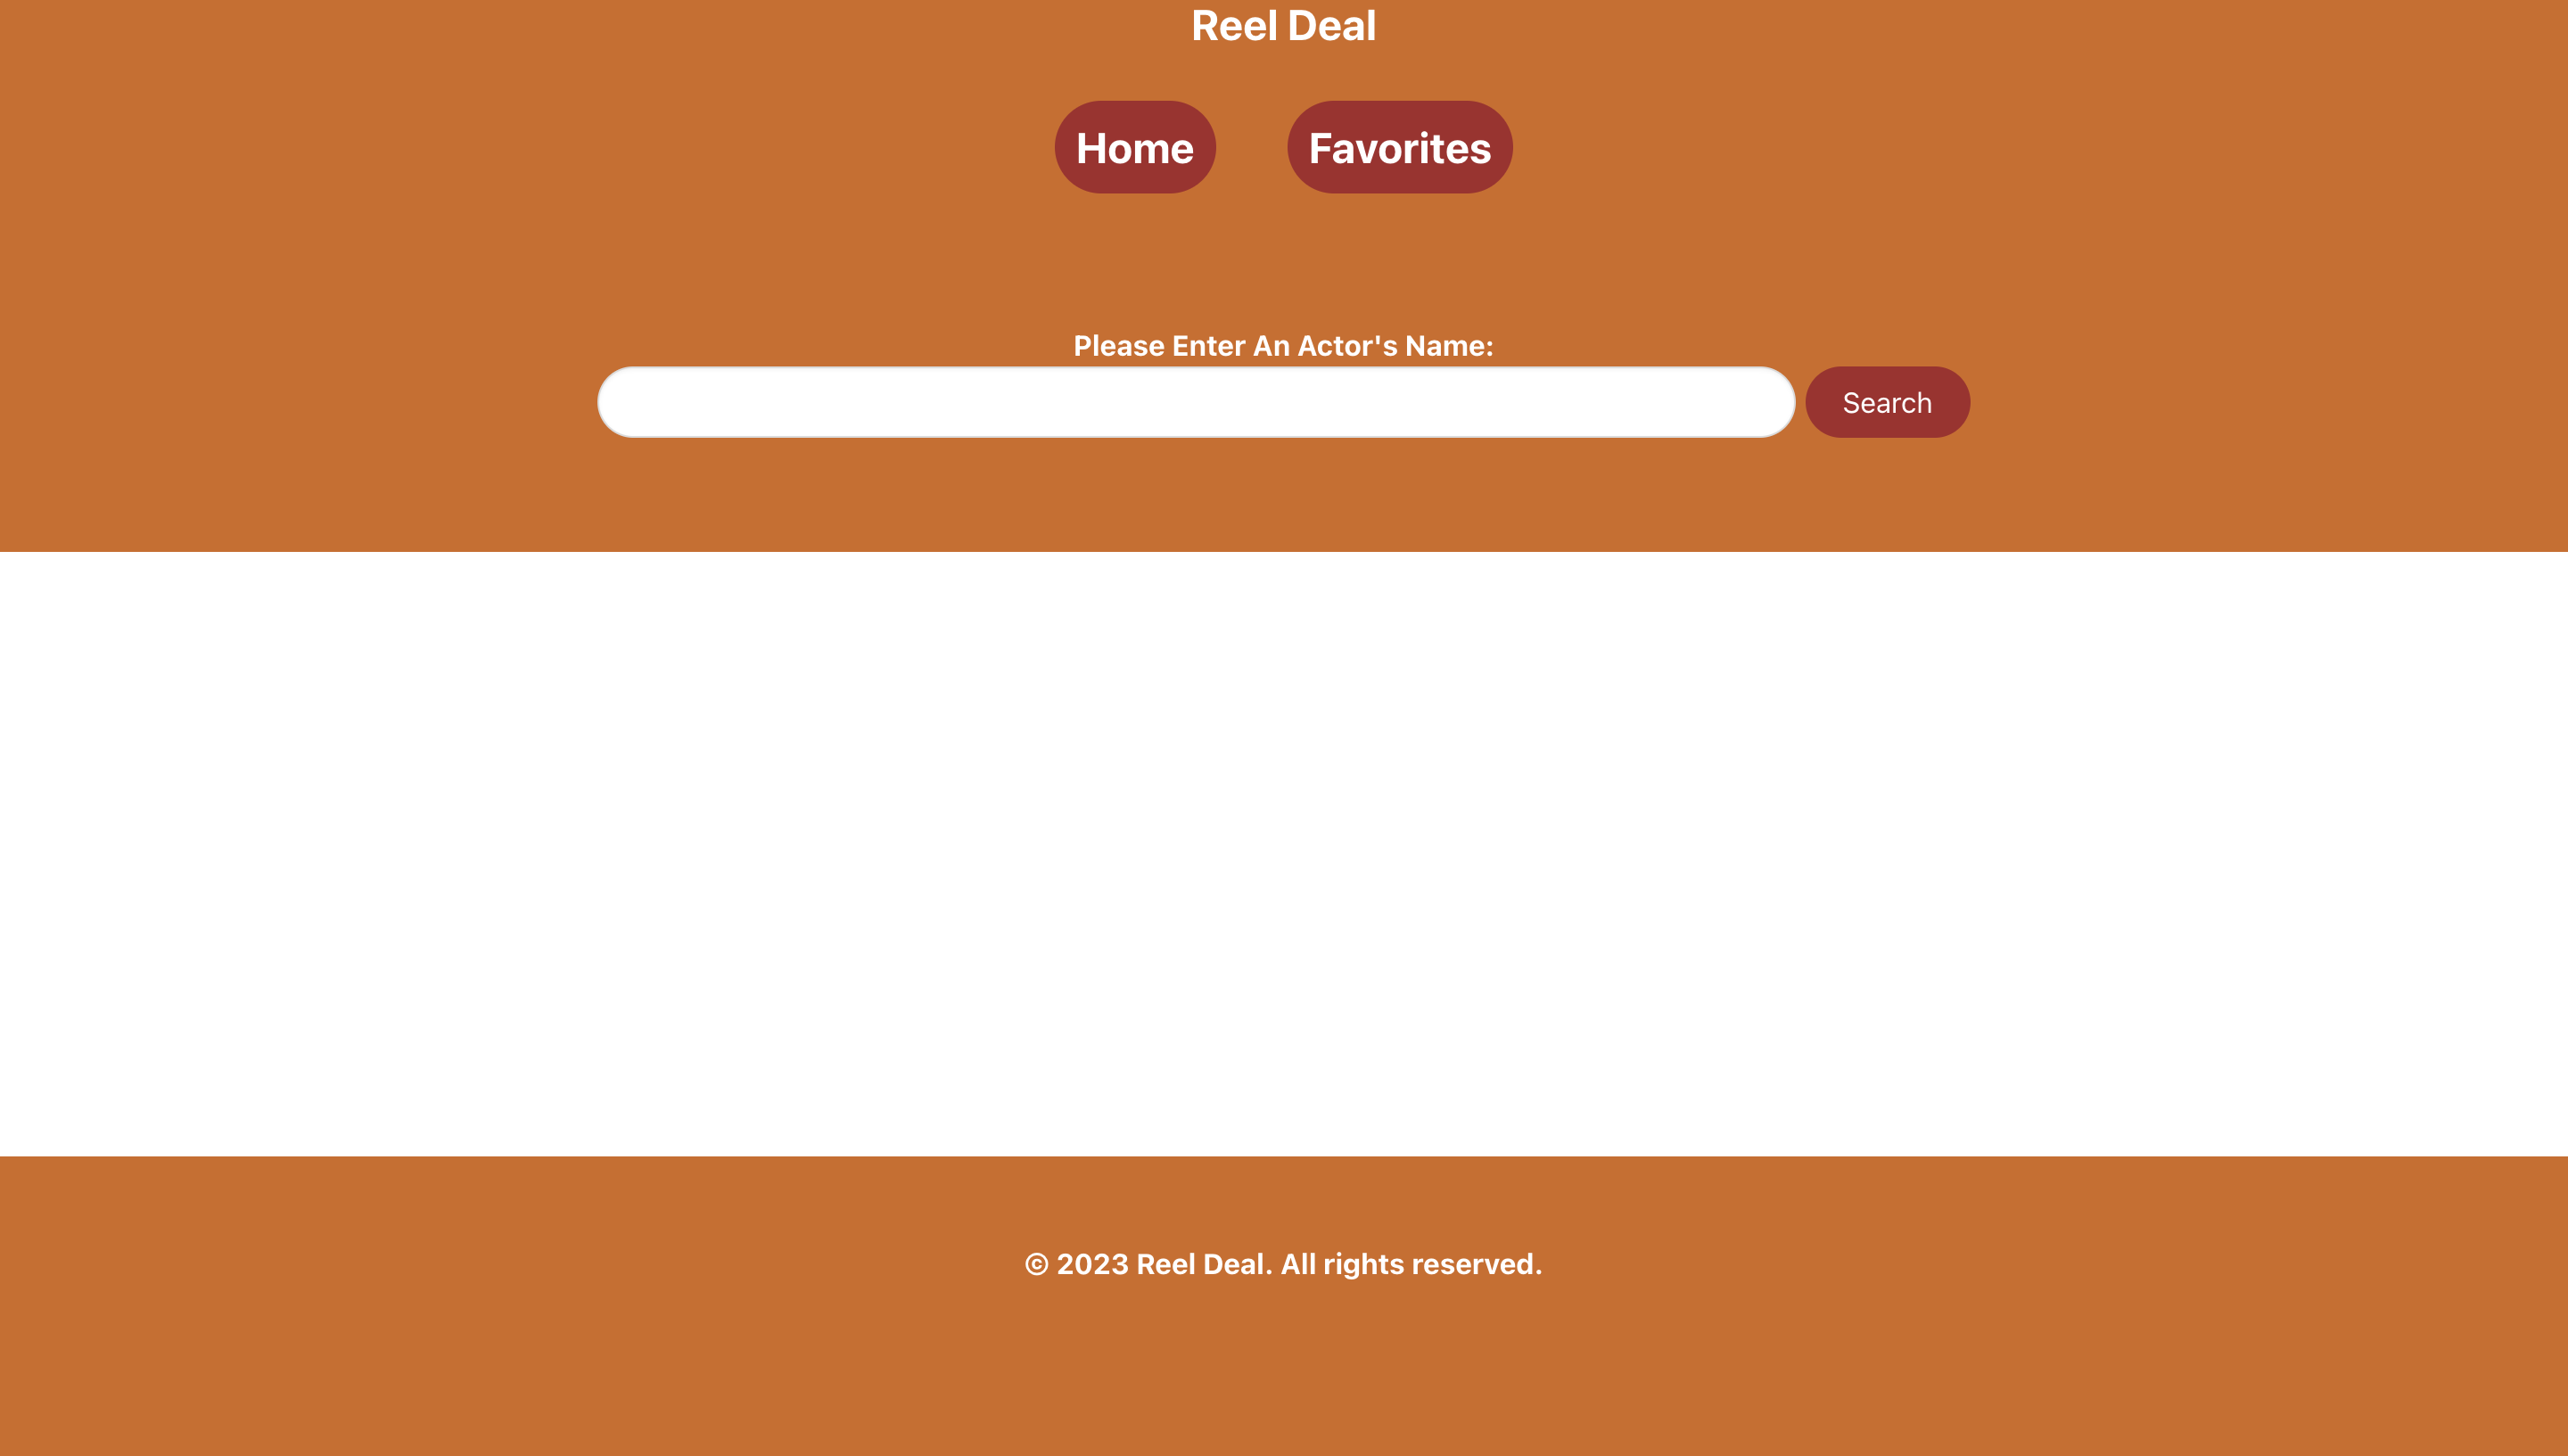 Reel Deal
Home Favorites
Please Enter An Actor's Name:
Search
© 2023 Reel Deal. All rights reserved.